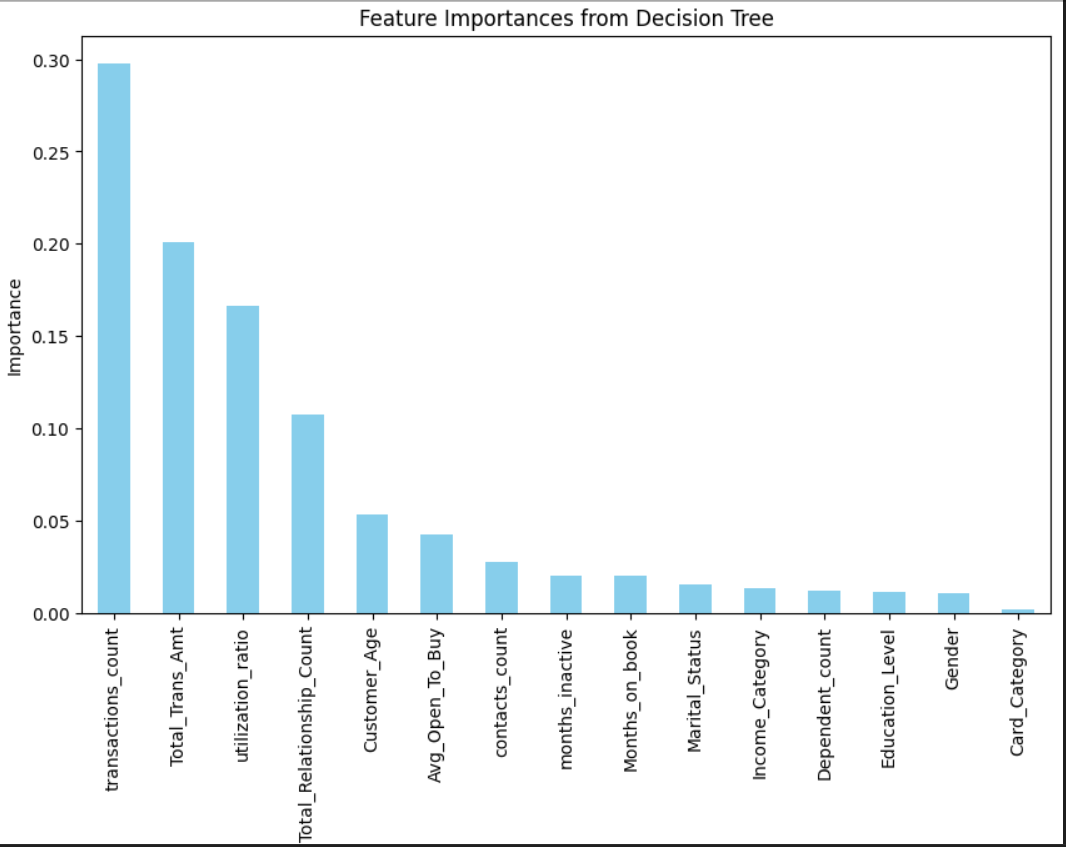 Feature Importances from Decision Tree
Importance
0.30
0.25
0.20
0.15
0.10
0.05
0.00
transactions_count
Total_Trans_Amt
utilization_ratio
Total_Relationship_Count
Customer_Age
Avg_Open_To_Buy
contacts_count
months_inactive
Months_on_book
Marital_Status
Income_Category
Dependent_count
Education_Level
Gender
Card_Category